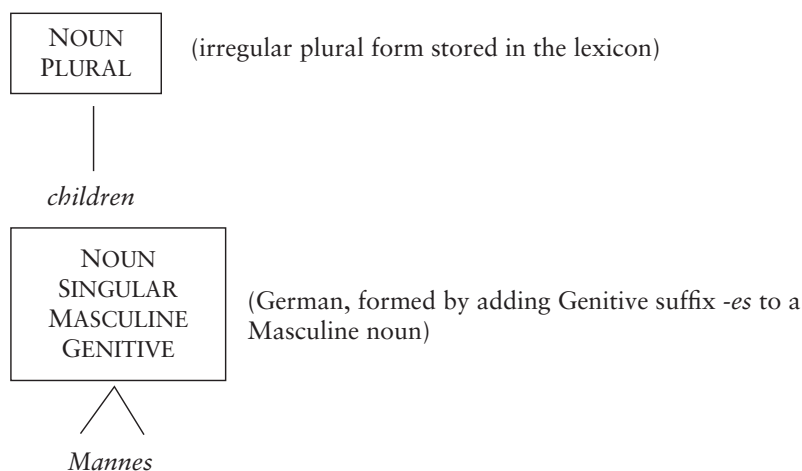 NOUN
PLURAL
(irregular plural form stored in the lexicon)
children
NOUN
SINGULAR
MASCULINE
GENITIVE
(German, formed by adding Genitive suffix -es to a
Masculine noun)
Mannes